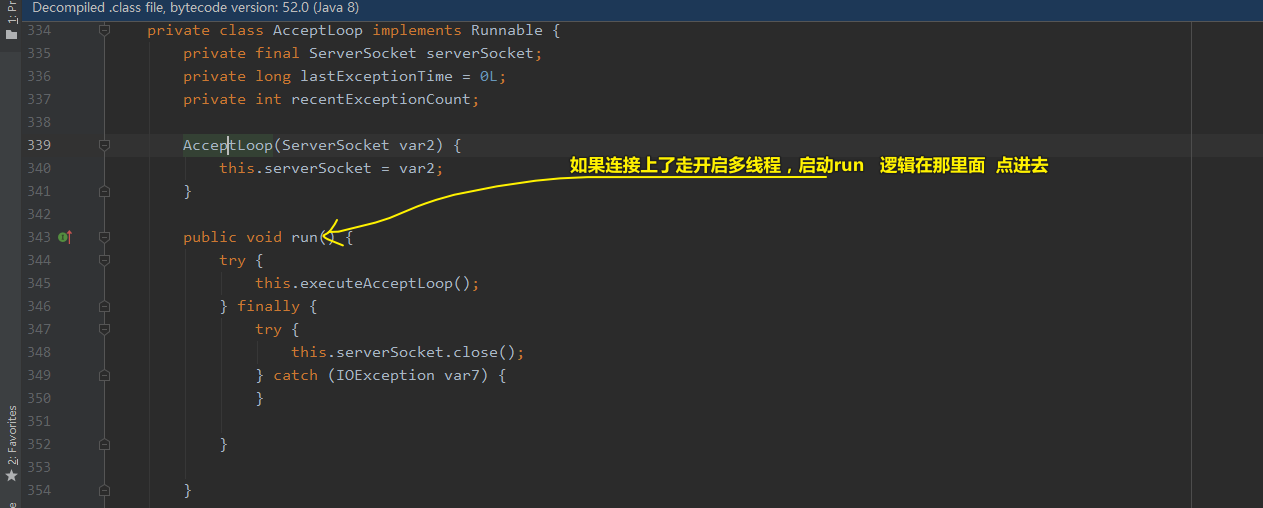 Decompiled .class file, bytecode version: 52.0 (Java 8)
1: Pr
334 private class AcceptLoop implements Runnable {
335 private final ServerSocket serverSocket;
336 private long lastExceptionTime = 0L;
337 private int recentExceptionCount;
338
339 AcceptLoop(ServerSocket var2) {
340 this.serverSocket = var2;
如果连接上了走开启多线程，启动run 逻辑在那里面 点进去
341 }
342
343 public void run() {
344 try {
345 this.executeAcceptLoop();
346 } finally {
347 try {
348 this.serverSocket.close();
349 } catch (IOException var7) {
350 }
351
352 }
353
354 }
2: Favorites